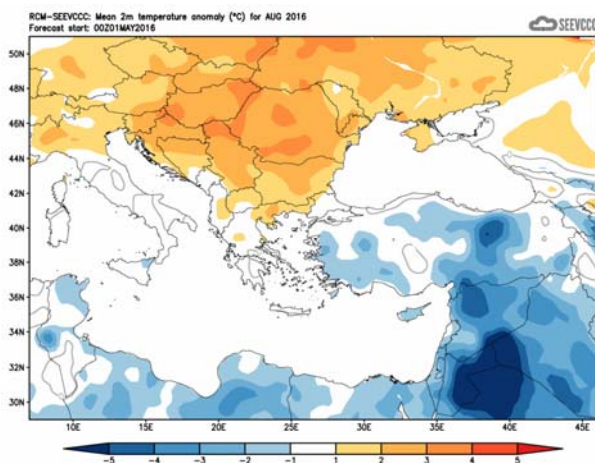 RCM-SEEVCCC: Mean 2m temperature anomaly (°C) for AUG 2016
Forecast start: 00Z01MAY2016
SEEVCCC
50N
48N
46N
44N
42N
40N
38N
36N
34N
32N
30N
10E 15E 20E 25E 30E 35E 40E 45E
-5 -4 -3 -2 -1 1 2 3 4 5